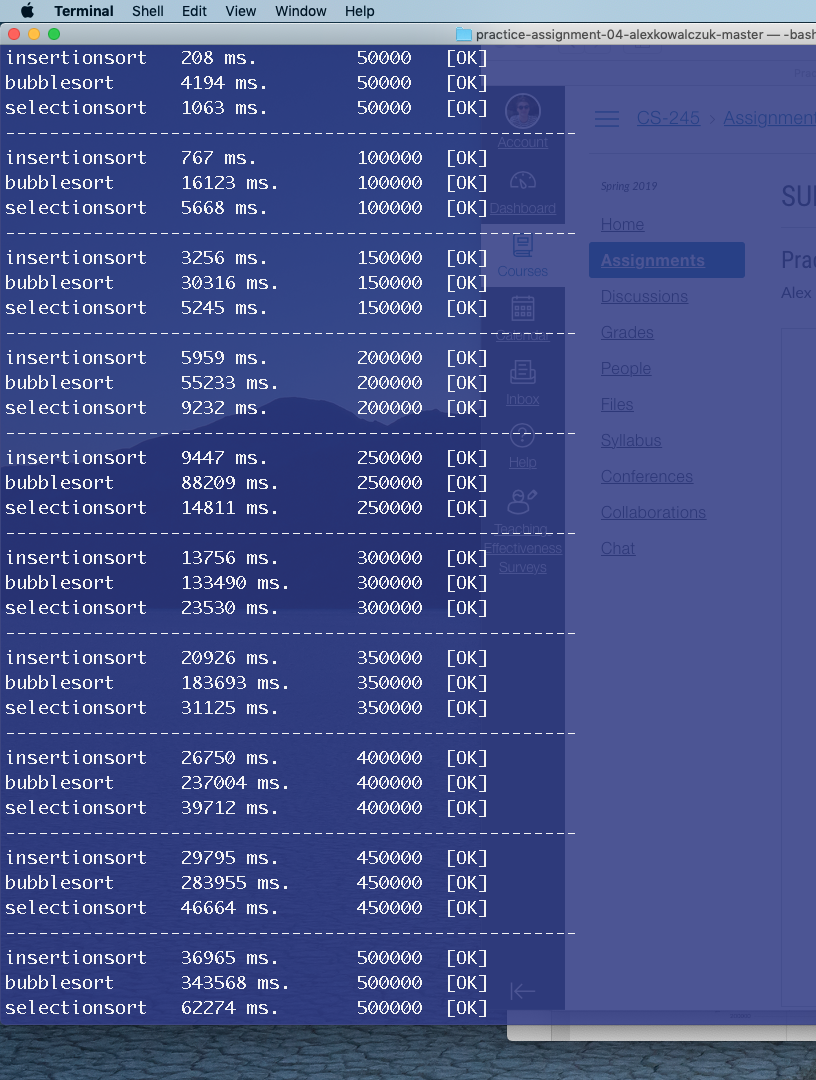 Terminal Shell Edit View Window Help
practice-assignment-04-alexkowalczuk-master — -bash
insertionsort 208 ms. 50000 [OK]
bubblesort 4194 ms. 50000 [OK]
selectionsort 1063 ms. 50000 [OK]
-----------------------------------------------------
insertionsort 767 ms. 100000 [OK]
bubblesort 16123 ms. 100000 [OK]
selectionsort 5668 ms. 100000 [OK]
-----------------------------------------------------
insertionsort 3256 ms. 150000 [OK]
bubblesort 30316 ms. 150000 [OK]
selectionsort 5245 ms. 150000 [OK]
-----------------------------------------------------
insertionsort 5959 ms. 200000 [OK]
bubblesort 55233 ms. 200000 [OK]
selectionsort 9232 ms. 200000 [OK]
-----------------------------------------------------
insertionsort 9447 ms. 250000 [OK]
bubblesort 88209 ms. 250000 [OK]
selectionsort 14811 ms. 250000 [OK]
-----------------------------------------------------
insertionsort 13756 ms. 300000 [OK]
bubblesort 133490 ms. 300000 [OK]
selectionsort 23530 ms. 300000 [OK]
-----------------------------------------------------
insertionsort 20926 ms. 350000 [OK]
bubblesort 183693 ms. 350000 [OK]
selectionsort 31125 ms. 350000 [OK]
-----------------------------------------------------
insertionsort 26750 ms. 400000 [OK]
bubblesort 237004 ms. 400000 [OK]
selectionsort 39712 ms. 400000 [OK]
-----------------------------------------------------
insertionsort 29795 ms. 450000 [OK]
bubblesort 283955 ms. 450000 [OK]
selectionsort 46664 ms. 450000 [OK]
-----------------------------------------------------
insertionsort 36965 ms. 500000 [OK]
bubblesort 343568 ms. 500000 [OK]
selectionsort 62274 ms. 500000 [OK]
Account
Dashboard
Courses
Calendar
Inbox
Help
Teaching
Effectiveness
Surveys
CS-245 › Assignment
Spring 2019
Home
Assignments
Discussions
Grades
People
Files
Syllabus
Conferences
Collaborations
Chat
Alex